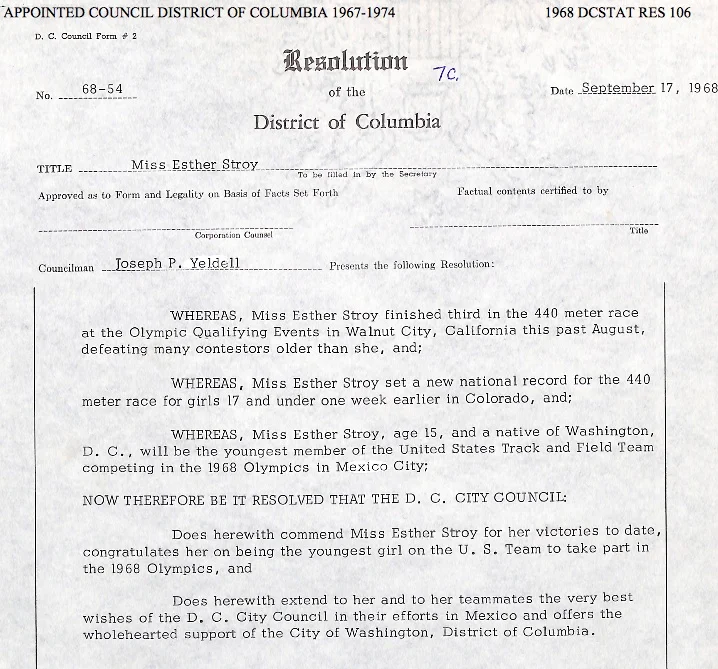 APPOINTED COUNCIL DISTRICT OF COLUMBIA 1967-1974 1968 DCSTAT RES 106
D. C. Council Form # 2
Resolution
7C.
No. 68-54 of the Date September 17, 1968
District of Columbia
TITLE Miss Esther Stroy
To be filled in by the Secretary
Approved as to Form and Legality on Basis of Facts Set Forth Factual contents certified to by
Corporation Counsel Title
Councilman Joseph P. Yeldell Presents the following Resolution:
WHEREAS, Miss Esther Stroy finished third in the 440 meter race
at the Olympic Qualifying Events in Walnut City, California this past August,
defeating many contestors older than she, and;
WHEREAS, Miss Esther Stroy set a new national record for the 440
meter race for girls 17 and under one week earlier in Colorado, and;
WHEREAS, Miss Esther Stroy, age 15, and a native of Washington,
D. C., will be the youngest member of the United States Track and Field Team
competing in the 1968 Olympics in Mexico City;
NOW THEREFORE BE IT RESOLVED THAT THE D. C. CITY COUNCIL:
Does herewith commend Miss Esther Stroy for her victories to date,
congratulates her on being the youngest girl on the U. S. Team to take part in
the 1968 Olympics, and
Does herewith extend to her and to her teammates the very best
wishes of the D. C. City Council in their efforts in Mexico and offers the
wholehearted support of the City of Washington, District of Columbia.